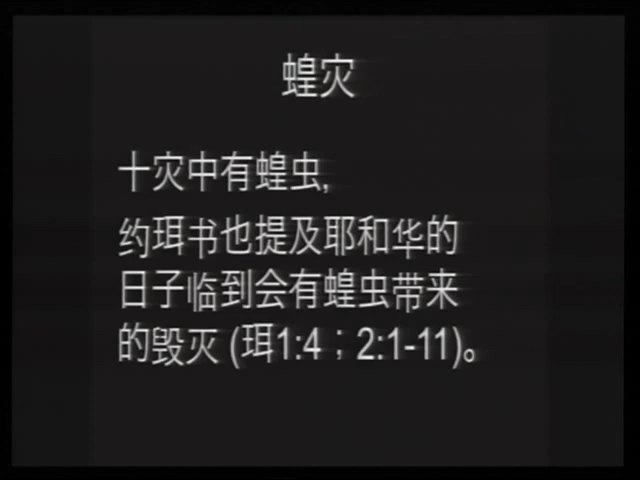 蝗灾
十灾中有蝗虫,
约珥书也提及耶和华的
日子临到会有蝗虫带来
的毁灭 (珥1:4；2:1-11)。